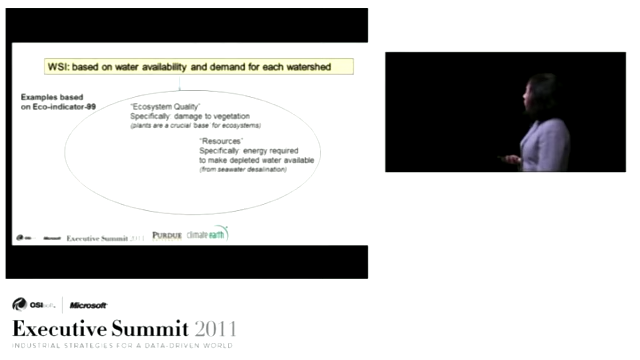 WSI: based on water availability and demand for each watershed
Examples based
on Eco-indicator-99
"Ecosystem Quality"
Specifically: damage to vegetation
(plants are a crucial 'base' for ecosystems)
"Resources"
Specifically: energy required
to make depleted water available
(from seawater desalination)
Executive Summit 2011
PURDUE
climate earth
OSIsoft.
Microsoft
Executive Summit 2011
INDUSTRIAL STRATEGIES FOR A DATA-DRIVEN WORLD